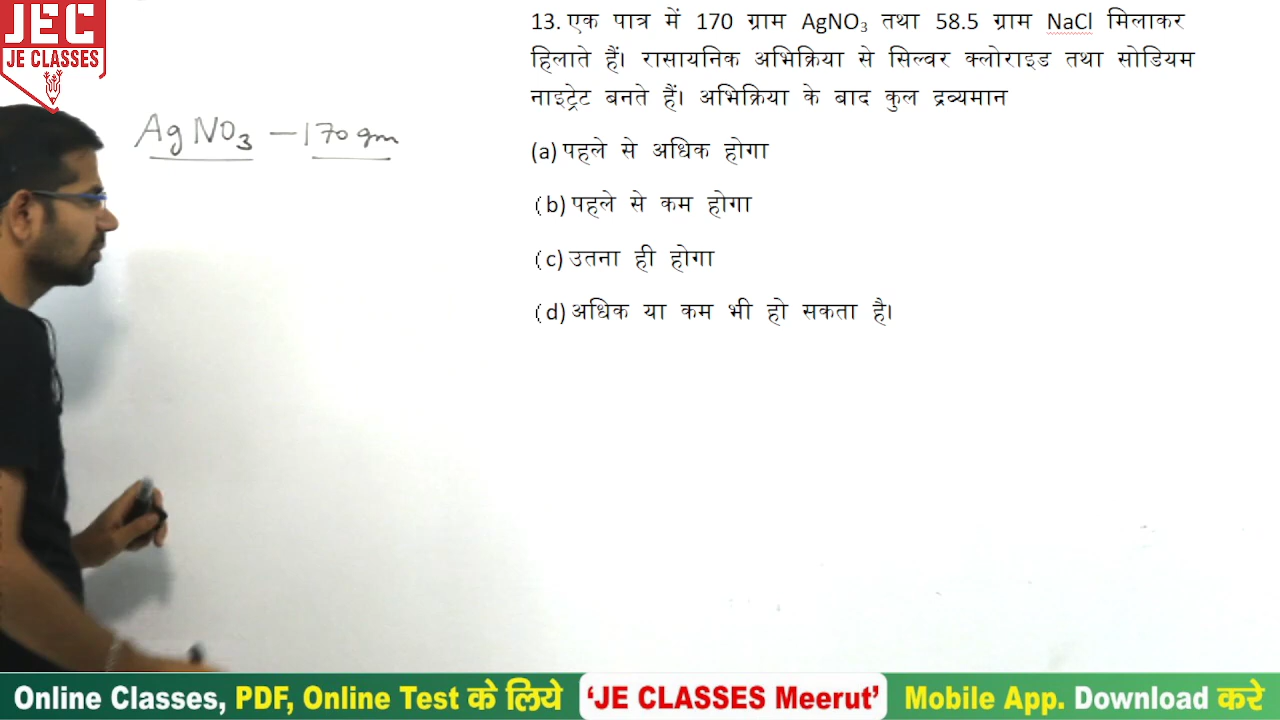 JEC
JE CLASSES
AgNO3 - 170 gm
13. एक पात्र में 170 ग्राम AgNO₃ तथा 58.5 ग्राम NaCl मिलाकर
हिलाते हैं। रासायनिक अभिक्रिया से सिल्वर क्लोराइड तथा सोडियम
नाइट्रेट बनते हैं। अभिक्रिया के बाद कुल द्रव्यमान
(a) पहले से अधिक होगा
(b) पहले से कम होगा
(c) उतना ही होगा
(d) अधिक या कम भी हो सकता है।
Online Classes, PDF, Online Test के लिये 'JE CLASSES Meerut' Mobile App. Download करे